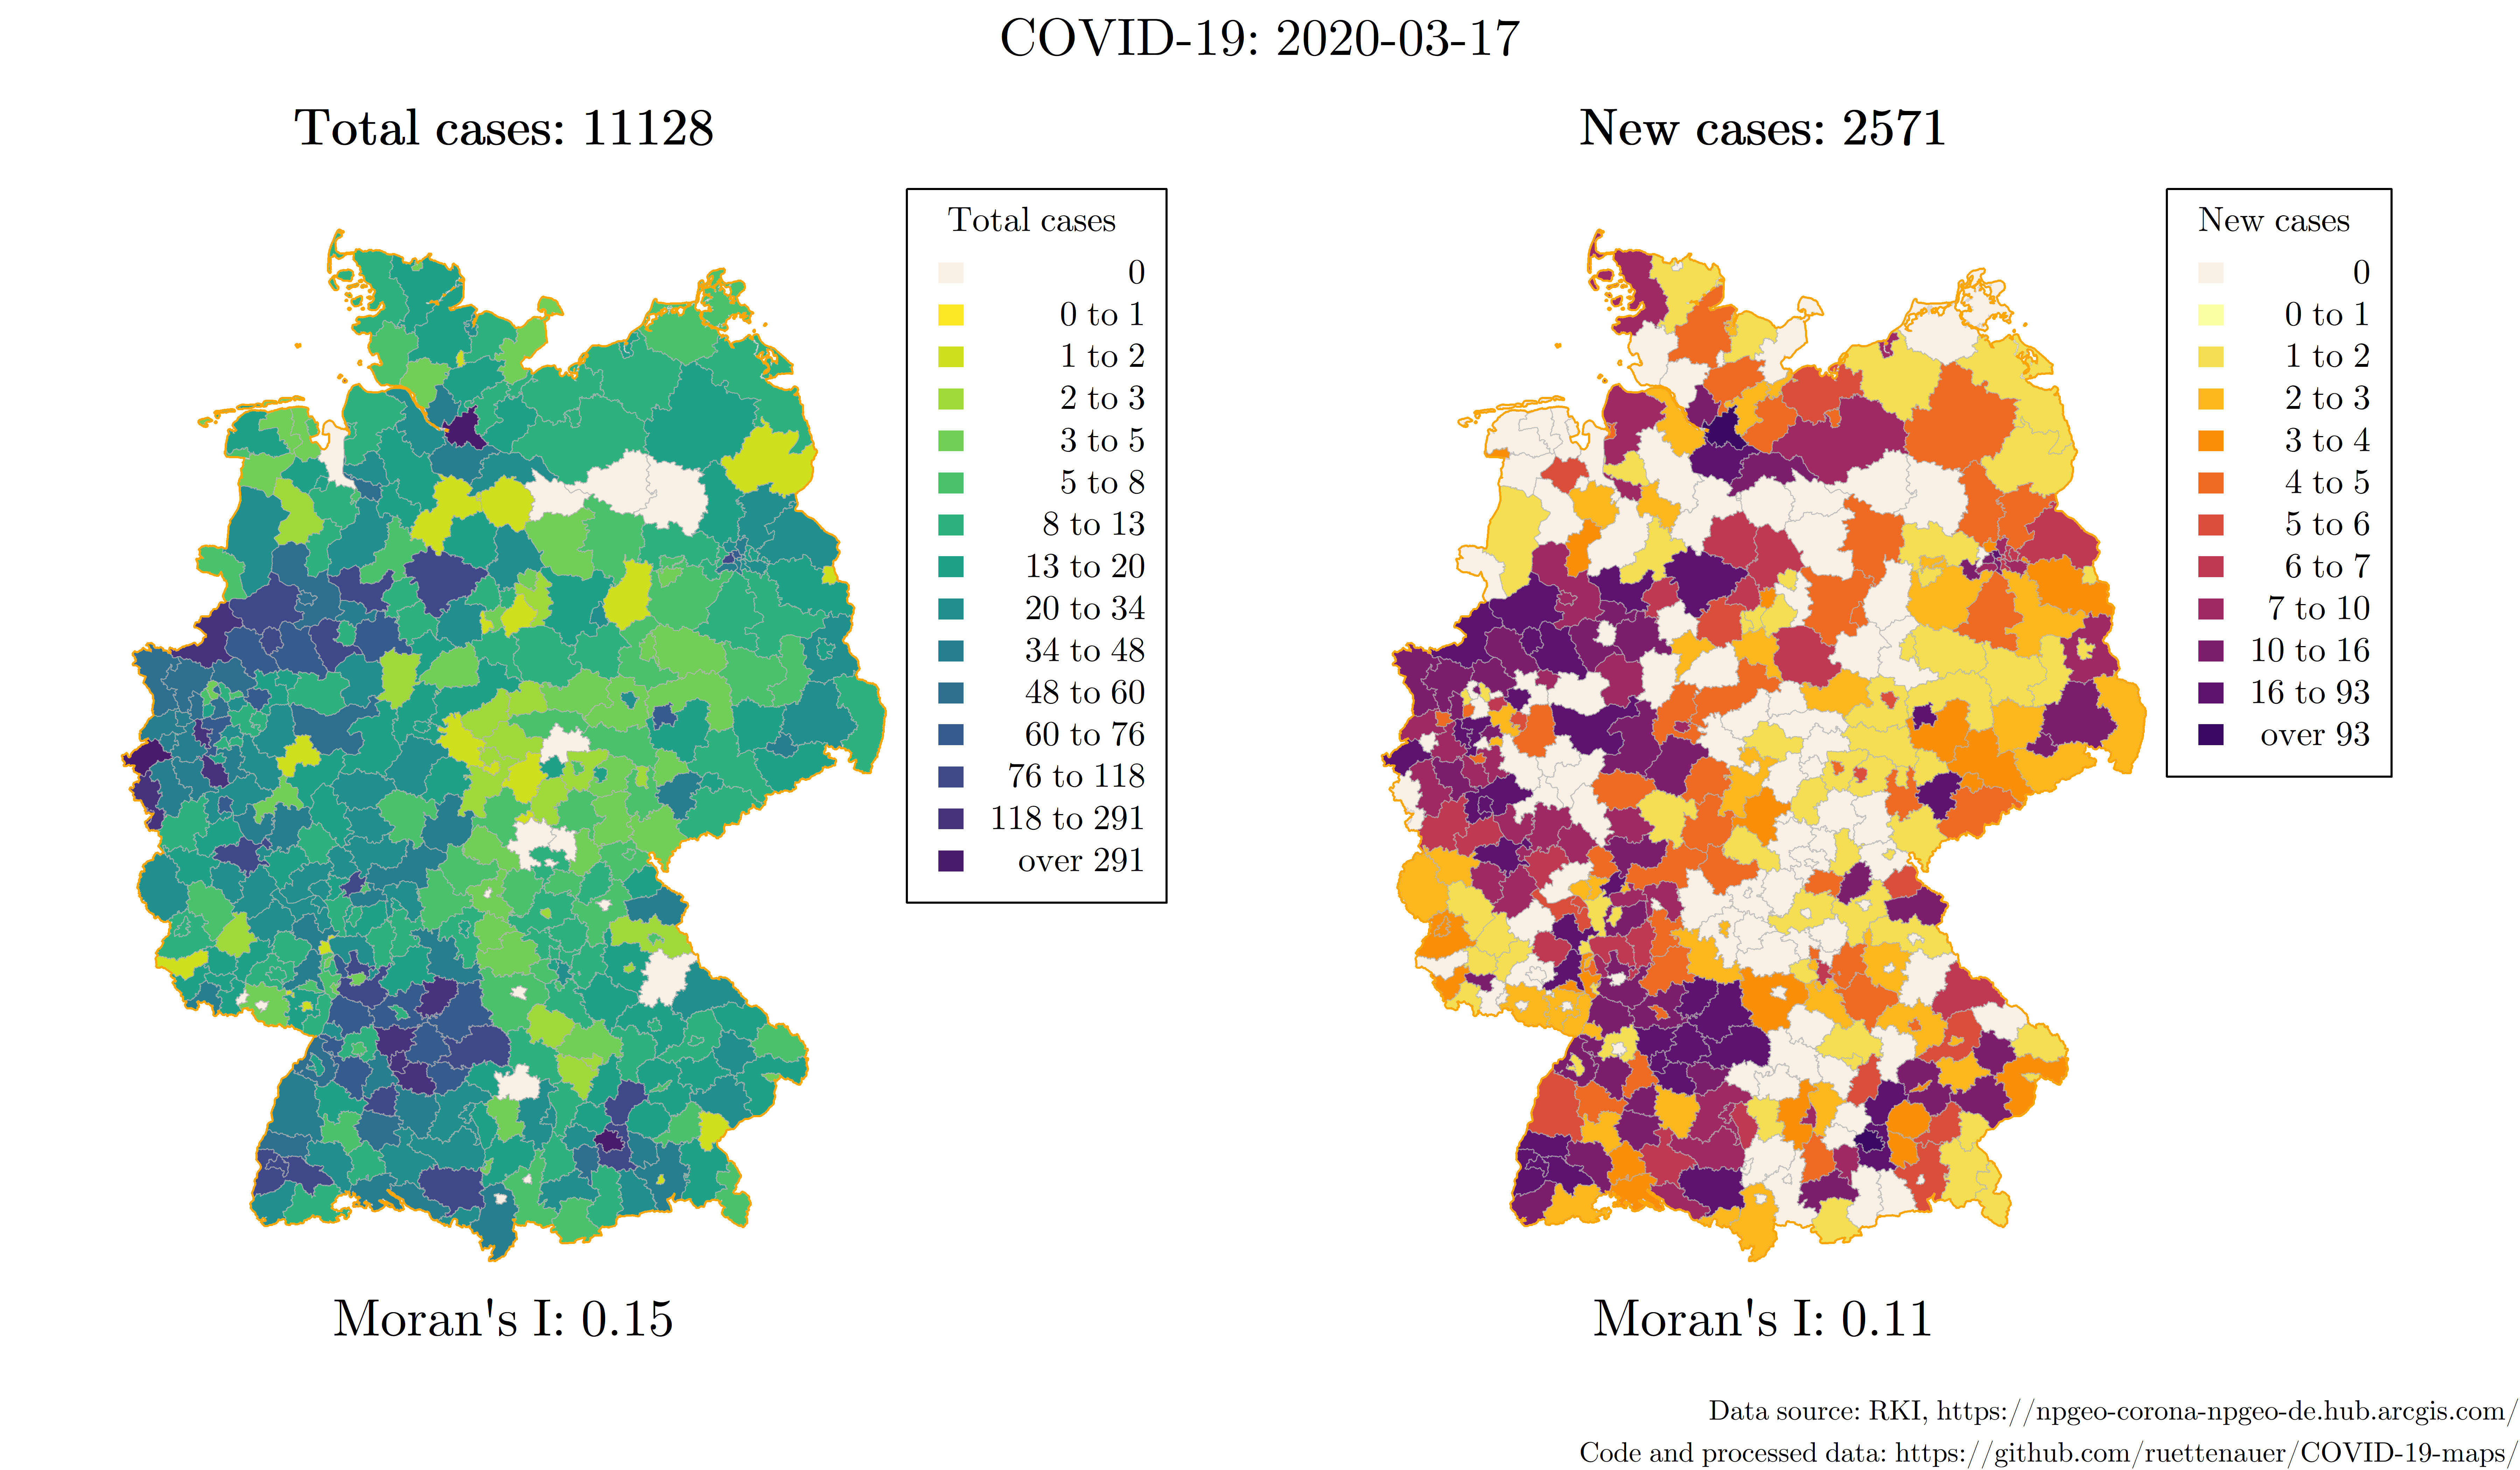 COVID-19: 2020-03-17
Total cases: 11128
Total cases
0
0 to 1
1 to 2
2 to 3
3 to 5
5 to 8
8 to 13
13 to 20
20 to 34
34 to 48
48 to 60
60 to 76
76 to 118
118 to 291
over 291
Moran's I: 0.15
New cases: 2571
New cases
0
0 to 1
1 to 2
2 to 3
3 to 4
4 to 5
5 to 6
6 to 7
7 to 10
10 to 16
16 to 93
over 93
Moran's I: 0.11
Data source: RKI, https://npgeo-corona-npgeo-de.hub.arcgis.com/
Code and processed data: https://github.com/ruettenauer/COVID-19-maps/